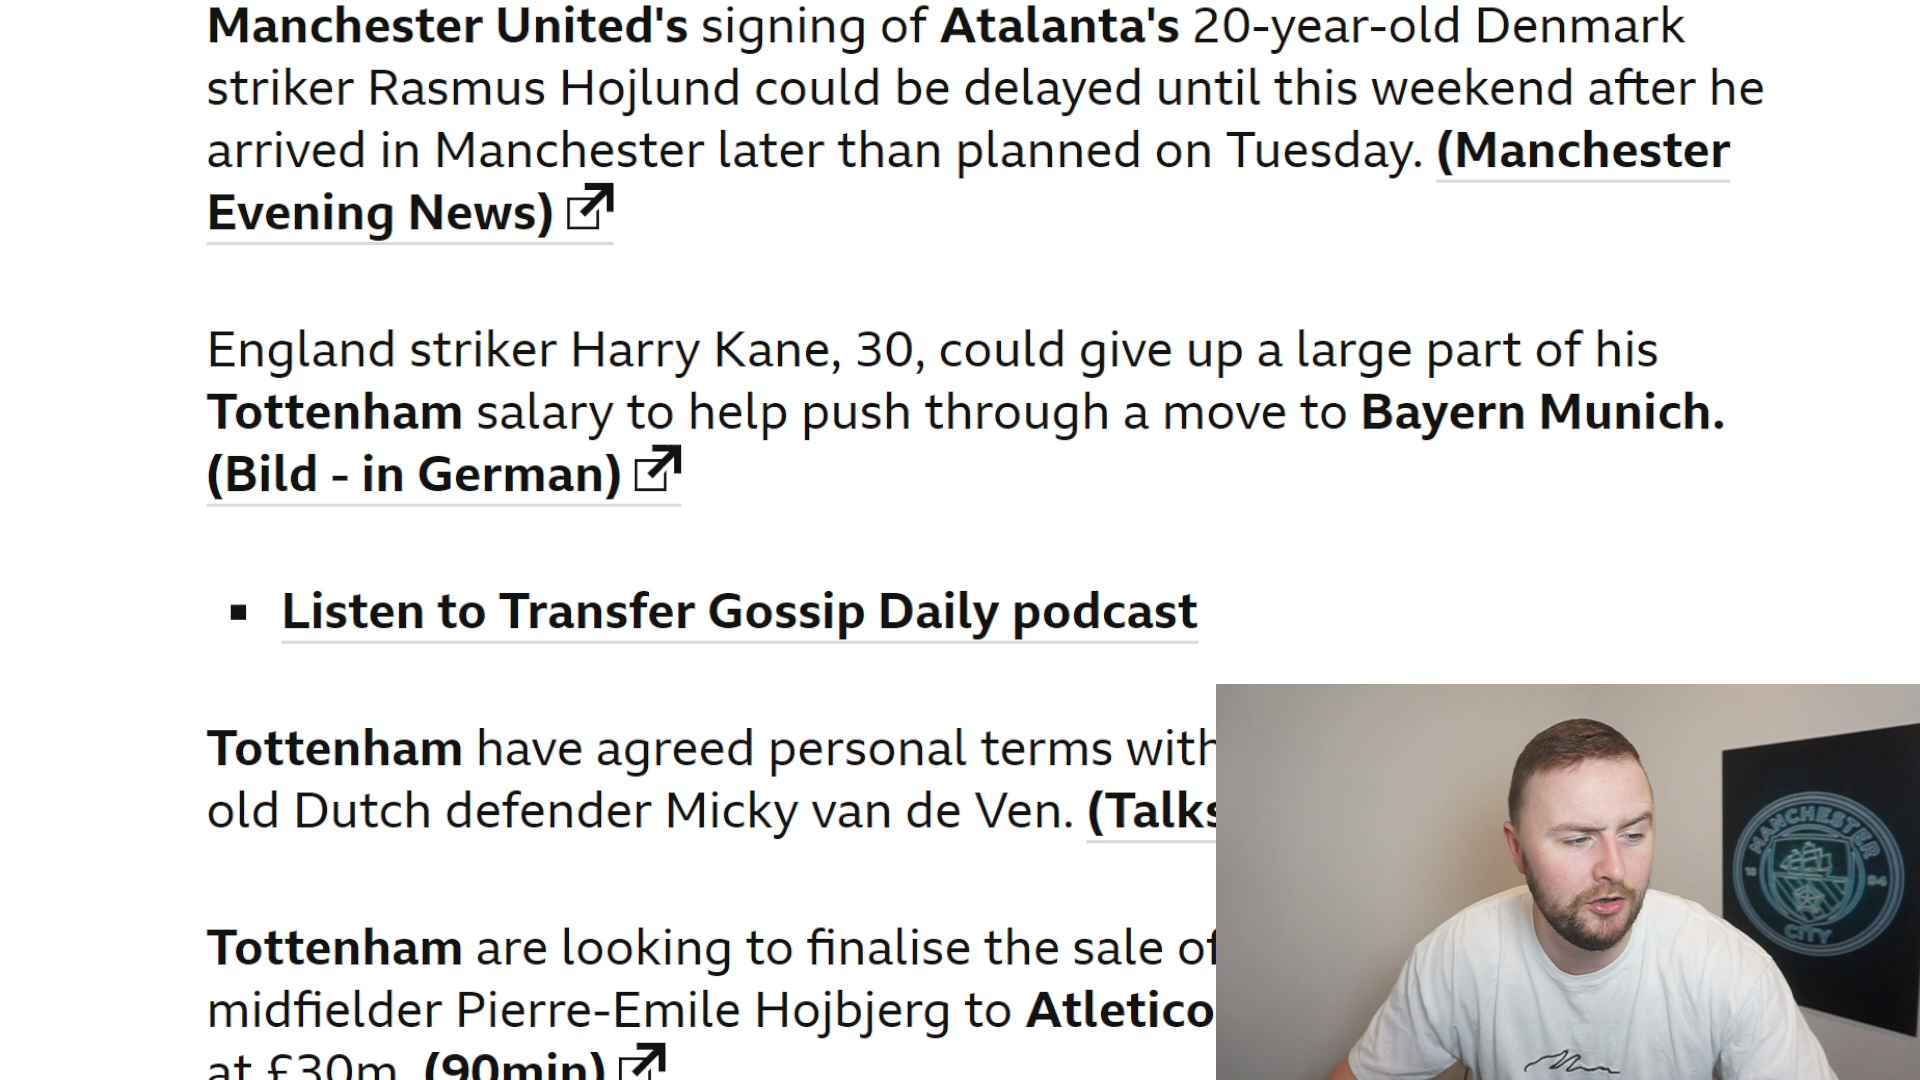 Manchester United's signing of Atalanta's 20-year-old Denmark
striker Rasmus Hojlund could be delayed until this weekend after he
arrived in Manchester later than planned on Tuesday. (Manchester
Evening News)
England striker Harry Kane, 30, could give up a large part of his
Tottenham salary to help push through a move to Bayern Munich.
(Bild - in German)
Listen to Transfer Gossip Daily podcast
Tottenham have agreed personal terms with
old Dutch defender Micky van de Ven. (Talks
Tottenham are looking to finalise the sale of
midfielder Pierre-Emile Hojbjerg to Atletico
at £30m. (90min)
MANCHESTER
18 94
CITY